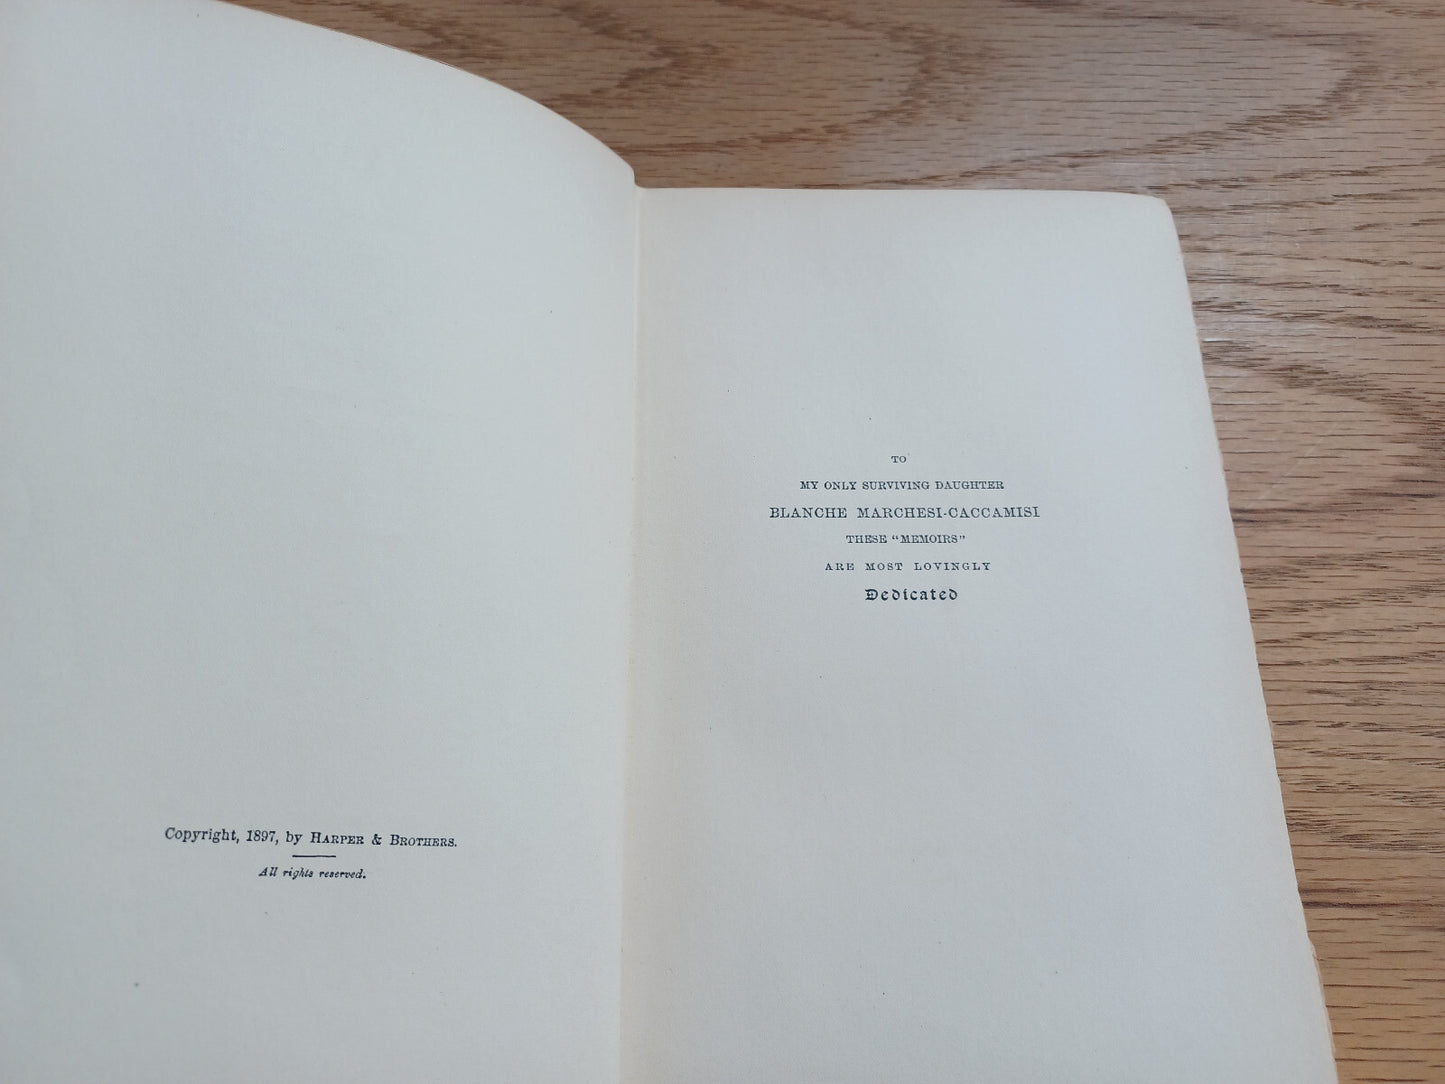 Copyright, 1897, by HARPER & BROTHERS.
All rights reserved.
TO
MY ONLY SURVIVING DAUGHTER
BLANCHE MARCHESI-CACCAMISI
THESE "MEMOIRS"
ARE MOST LOVINGLY
Dedicated